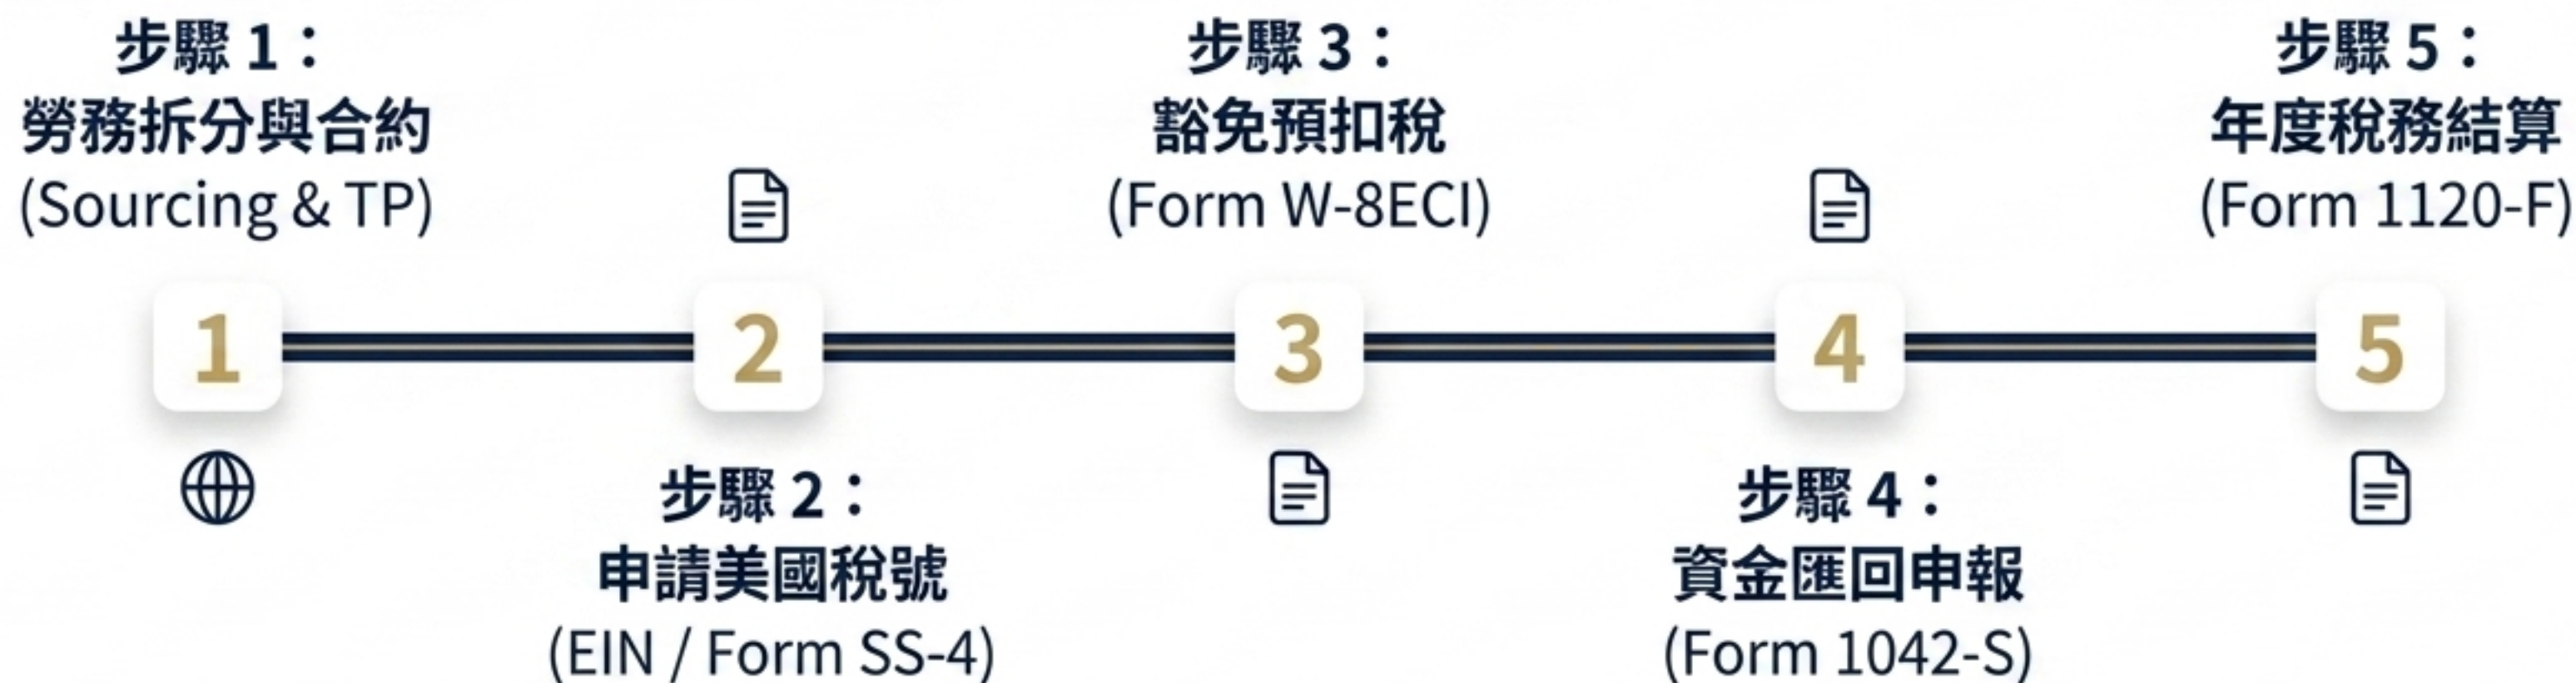 步驟 1：
勞務拆分與合約
(Sourcing & TP)
1
2
步驟 2：
申請美國稅號
(EIN / Form SS-4)
步驟 3：
豁免預扣稅
(Form W-8ECI)
3
4
步驟 4：
資金匯回申報
(Form 1042-S)
步驟 5：
年度稅務結算
(Form 1120-F)
5